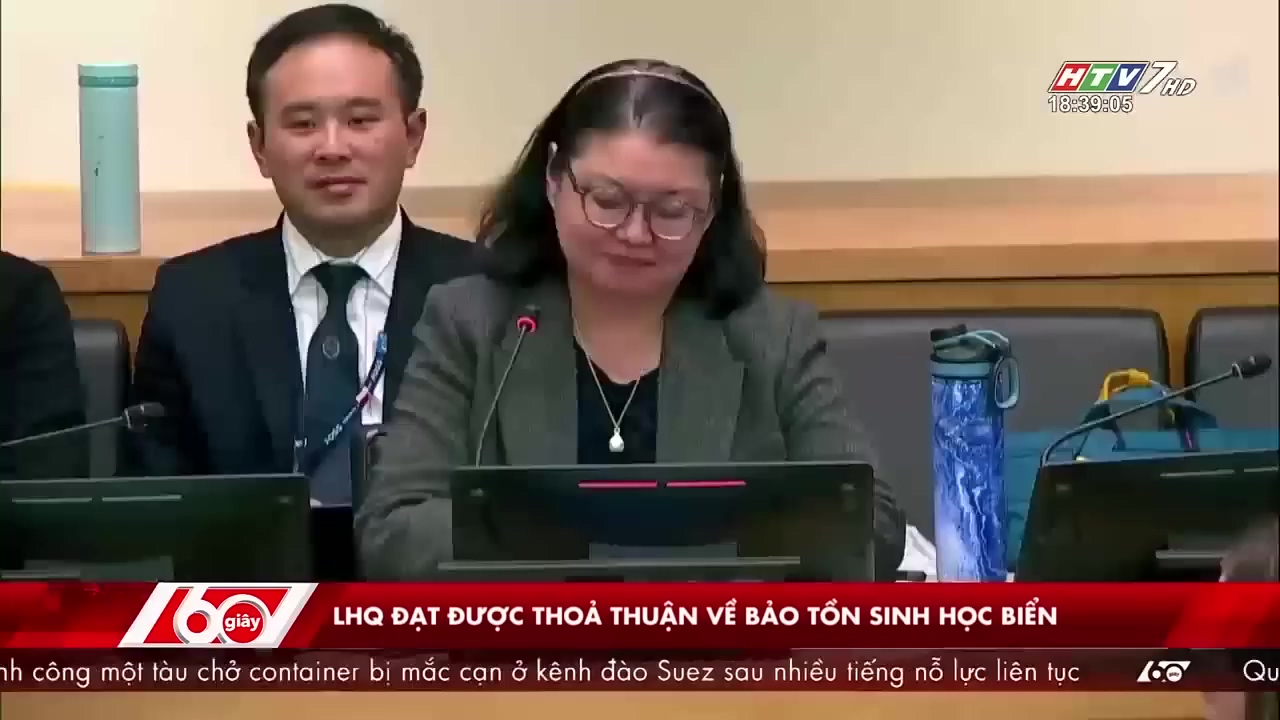 HTV7 HD
18:39:05
60 giây
LHQ ĐẠT ĐƯỢC THOẢ THUẬN VỀ BẢO TỒN SINH HỌC BIỂN
nh công một tàu chở container bị mắc cạn ở kênh đào Suez sau nhiều tiếng nỗ lực liên tục 60 giây Qu